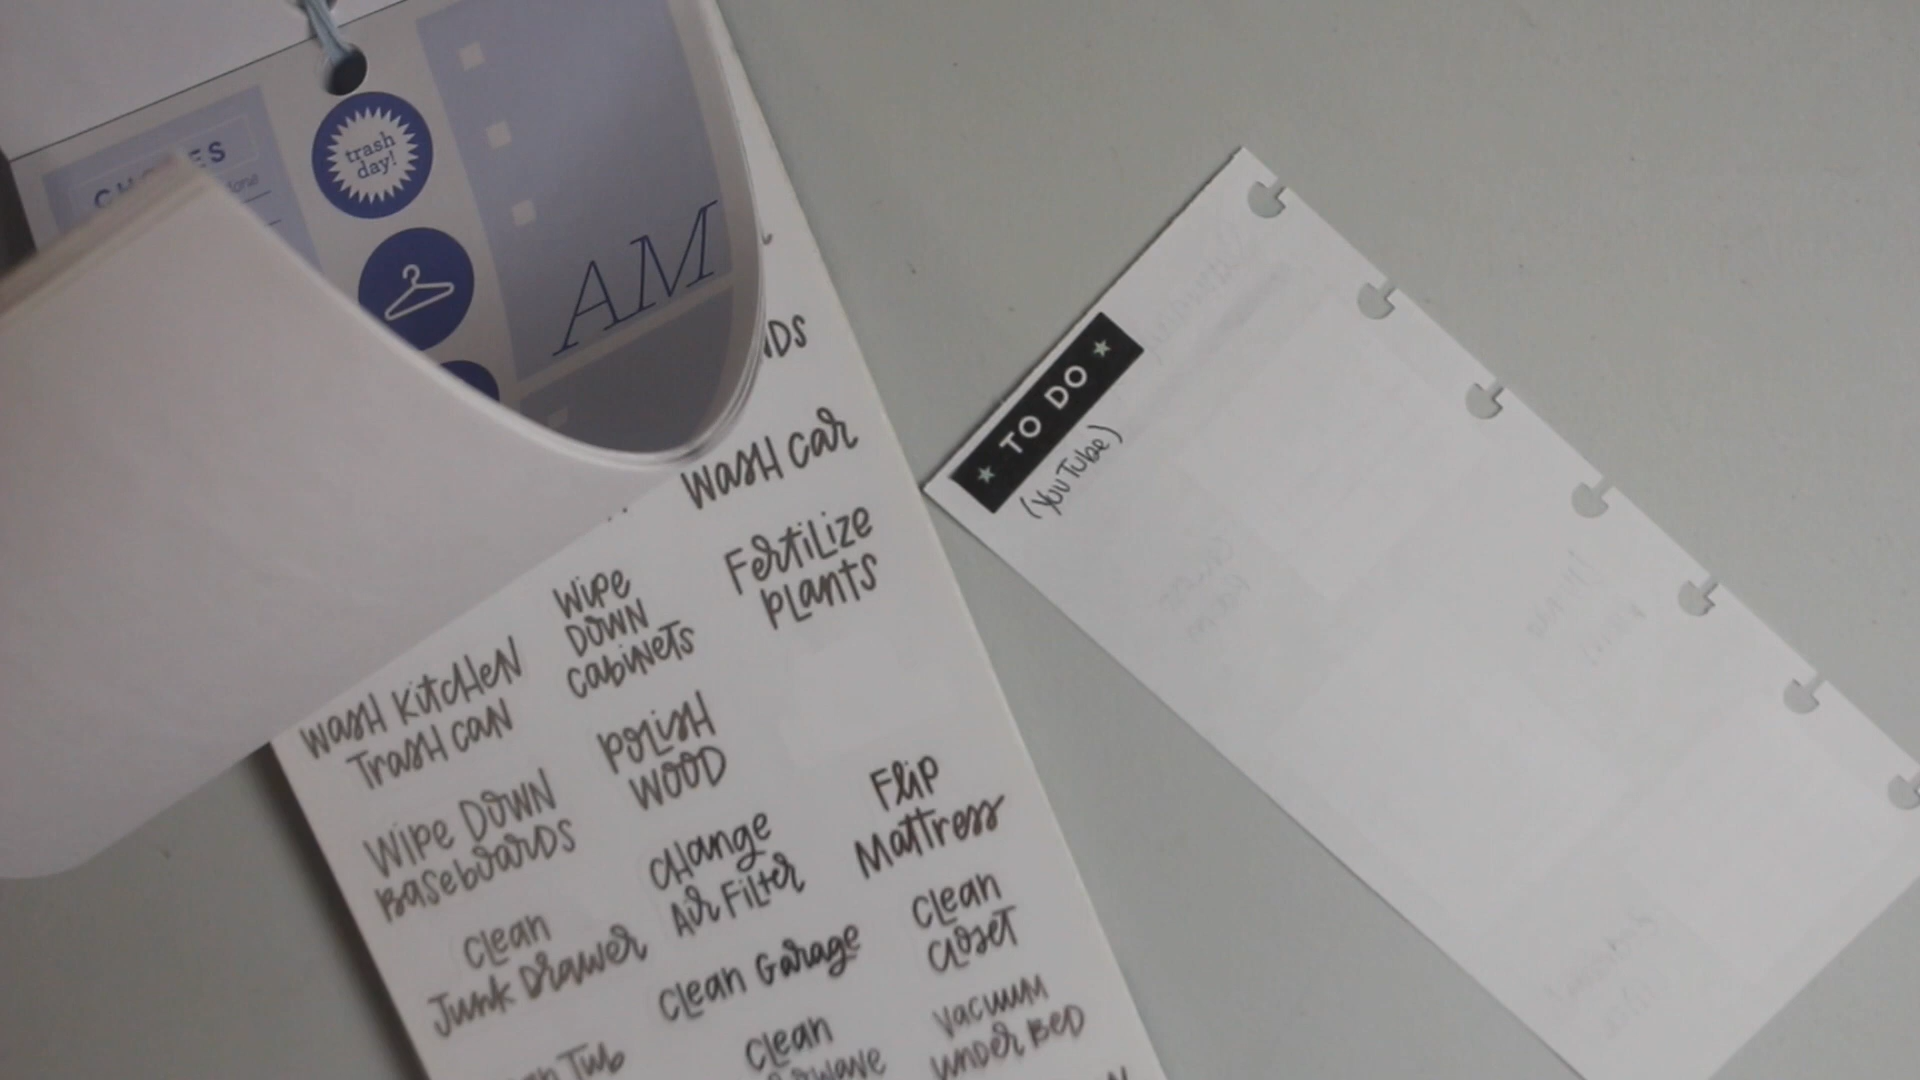 trash
day!
AM
wash car
Fertilize
plants
Wipe
Down
cabinets
wash kitchen
Trash can
Polish
Wood
Wipe Down
Baseboards
Change
Air Filter
Flip
Mattress
Clean
Junk Drawer
Clean
Closet
Clean Garage
Vacuum
under Bed
Clean
Tub
★ TO DO ★
(YouTube)